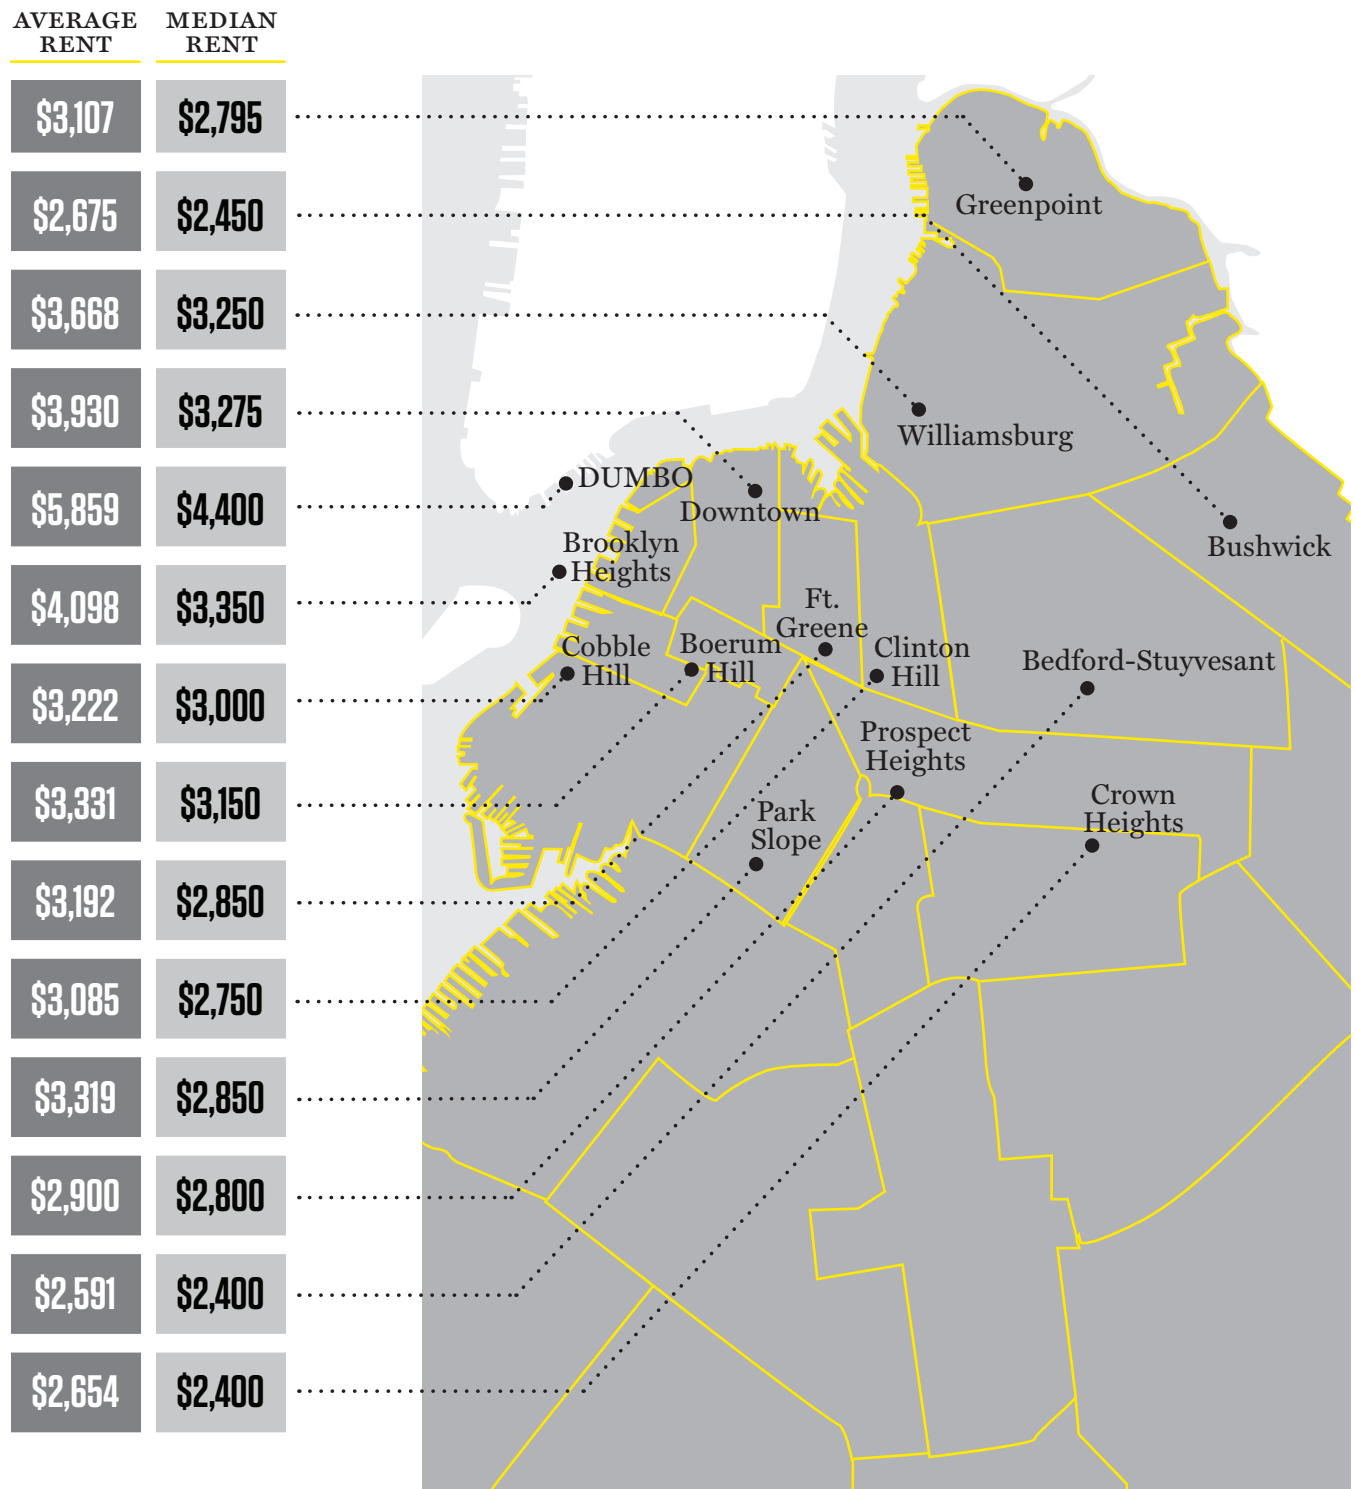 AVERAGE
RENT
MEDIAN
RENT
$3,107 $2,795
$2,675 $2,450
$3,668 $3,250
$3,930 $3,275
$5,859 $4,400
$4,098 $3,350
$3,222 $3,000
$3,331 $3,150
$3,192 $2,850
$3,085 $2,750
$3,319 $2,850
$2,900 $2,800
$2,591 $2,400
$2,654 $2,400
Greenpoint
Williamsburg
DUMBO
Downtown
Bushwick
Brooklyn
Heights
Ft.
Greene
Cobble
Hill
Boerum
Hill
Clinton
Hill
Bedford-Stuyvesant
Prospect
Heights
Park
Slope
Crown
Heights